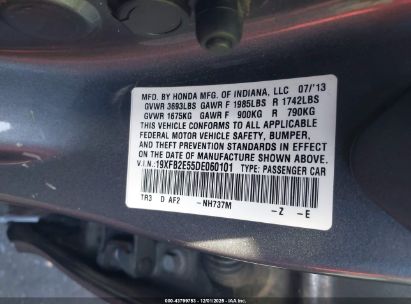 MFD. BY HONDA MFG. OF INDIANA, LLC 07/'13
GVWR 3693LBS GAWR F 1985LBS R 1742LBS
GVWR 1675KG GAWR F 900KG R 790KG
THIS VEHICLE CONFORMS TO ALL APPLICABLE
FEDERAL MOTOR VEHICLE SAFETY, BUMPER,
AND THEFT PREVENTION STANDARDS IN EFFECT
ON THE DATE OF MANUFACTURE SHOWN ABOVE.
V.I.N.:19XFB2E55DE060101 TYPE: PASSENGER CAR
TR3 D AF2 -NH737M -Z -E